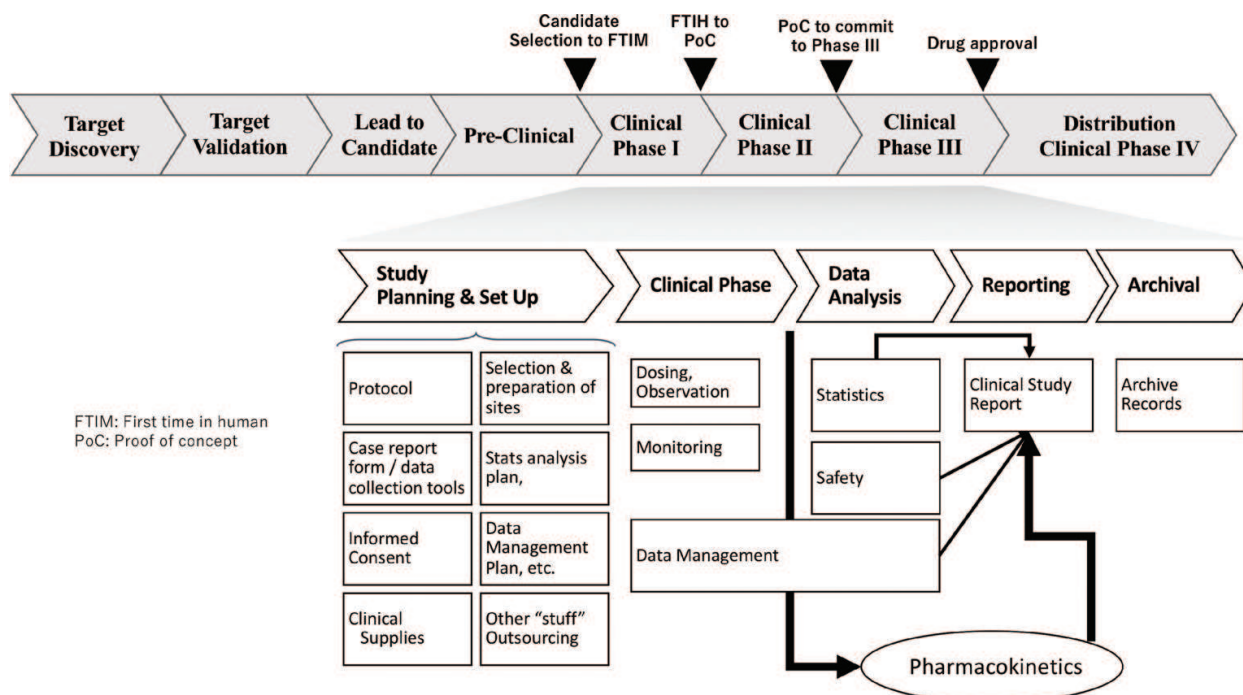 Candidate
Selection to FTIM
FTIH to
PoC
PoC to commit
to Phase III
Drug approval
Target
Discovery
Target
Validation
Lead to
Candidate
Pre-Clinical
Clinical
Phase I
Clinical
Phase II
Clinical
Phase III
Distribution
Clinical Phase IV
Study
Planning & Set Up
Clinical Phase
Data
Analysis
Reporting
Archival
Protocol
Selection &
preparation of
sites
Case report
form / data
collection tools
Stats analysis
plan,
Informed
Consent
Data
Management
Plan, etc.
Clinical
Supplies
Other “stuff”
Outsourcing
Dosing,
Observation
Monitoring
Data Management
Statistics
Safety
Clinical Study
Report
Archive
Records
Pharmacokinetics
FTIM: First time in human
PoC: Proof of concept